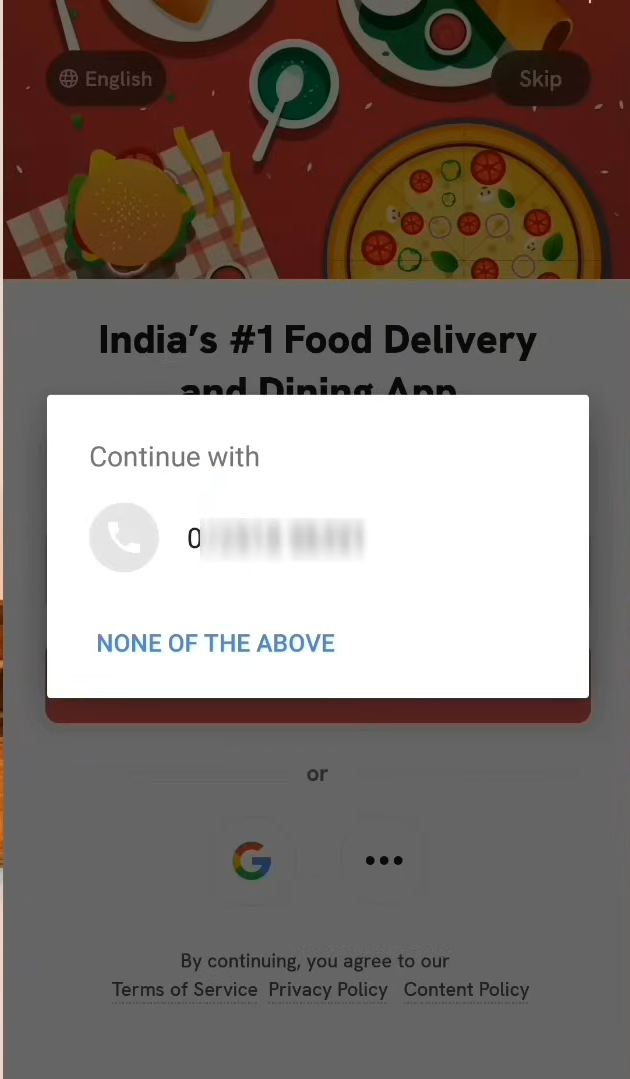 English
Skip
India's #1 Food Delivery
and Dining App
Continue with
0
NONE OF THE ABOVE
or
By continuing, you agree to our
Terms of Service Privacy Policy Content Policy